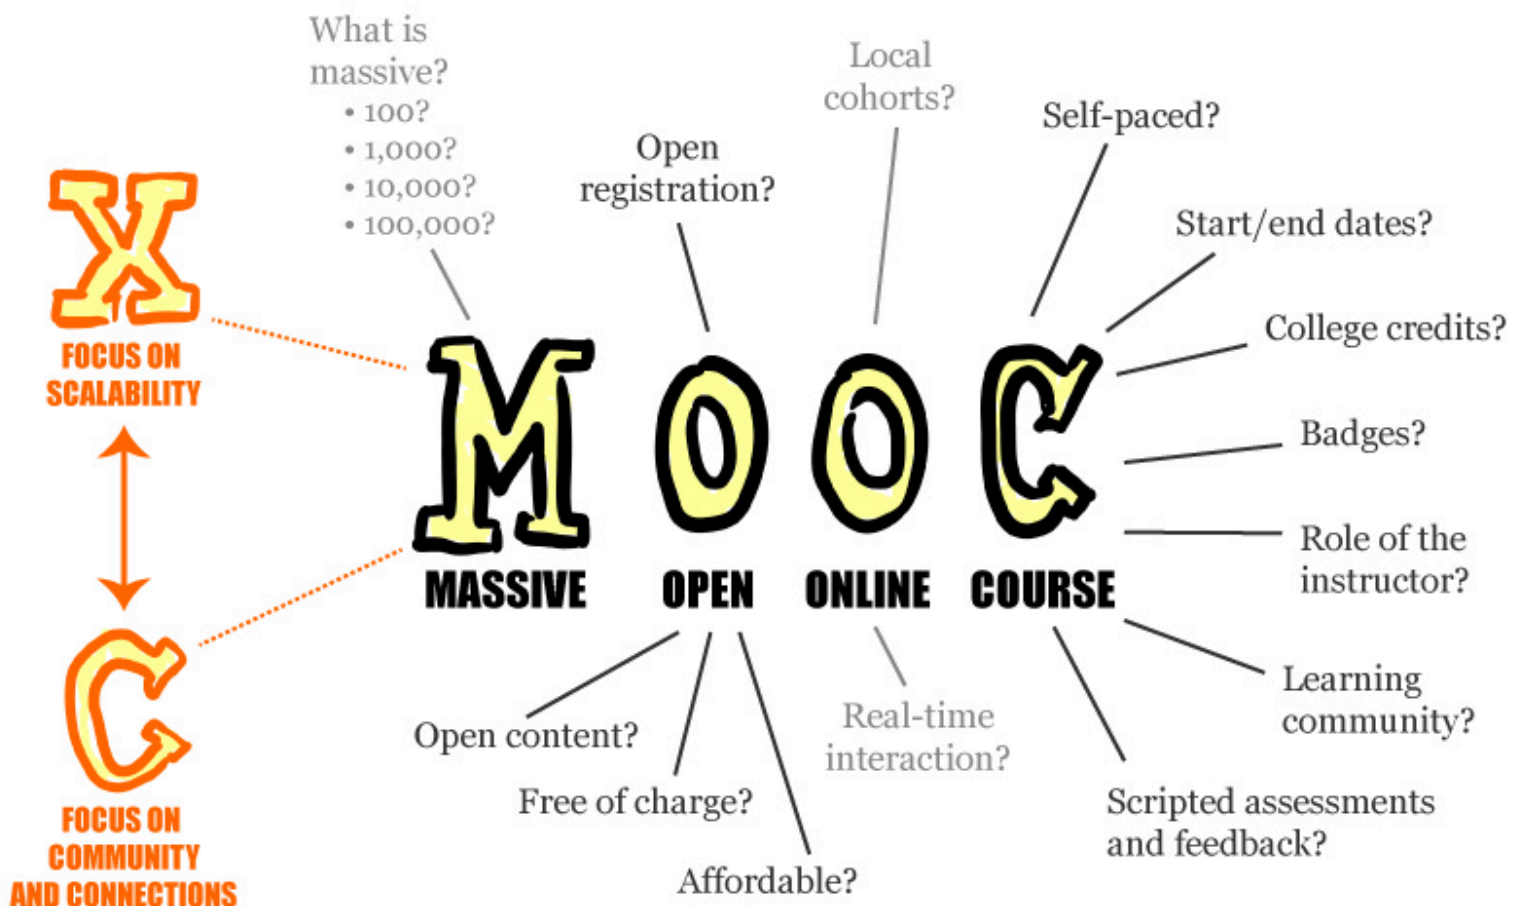 What is
massive?
• 100?
• 1,000?
• 10,000?
• 100,000?
Open
registration?
Local
cohorts?
Self-paced?
Start/end dates?
College credits?
Badges?
Role of the
instructor?
Learning
community?
Scripted assessments
and feedback?
X
FOCUS ON
SCALABILITY
C
FOCUS ON
COMMUNITY
AND CONNECTIONS
MOOC
MASSIVE OPEN ONLINE COURSE
Open content?
Free of charge?
Affordable?
Real-time
interaction?